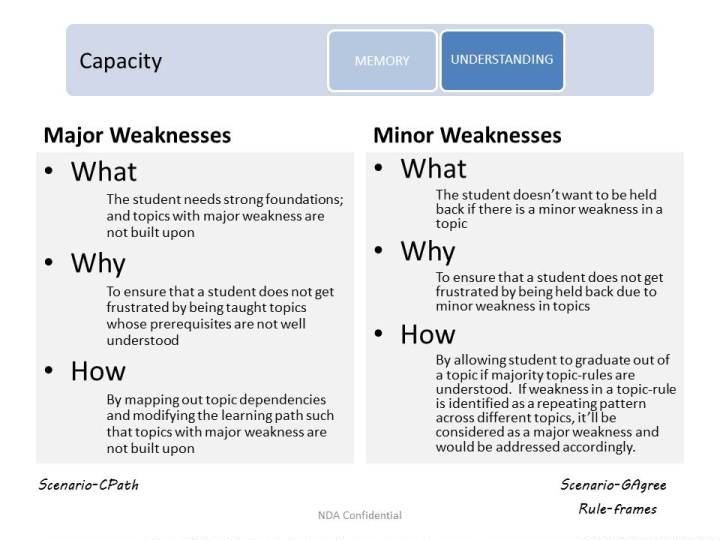 Capacity
MEMORY
UNDERSTANDING
Major Weaknesses
• What
The student needs strong foundations;
and topics with major weakness are
not built upon
• Why
To ensure that a student does not get
frustrated by being taught topics
whose prerequisites are not well
understood
• How
By mapping out topic dependencies
and modifying the learning path such
that topics with major weakness are
not built upon
Minor Weaknesses
• What
The student doesn't want to be held
back if there is a minor weakness in a
topic
• Why
To ensure that a student does not get
frustrated by being held back due to
minor weakness in topics
• How
By allowing student to graduate out of
a topic if majority topic-rules are
understood. If weakness in a topic-rule
is identified as a repeating pattern
across different topics, it'll be
considered as a major weakness and
would be addressed accordingly.
Scenario-CPath
Scenario-GAgree
Rule-frames
NDA Confidential